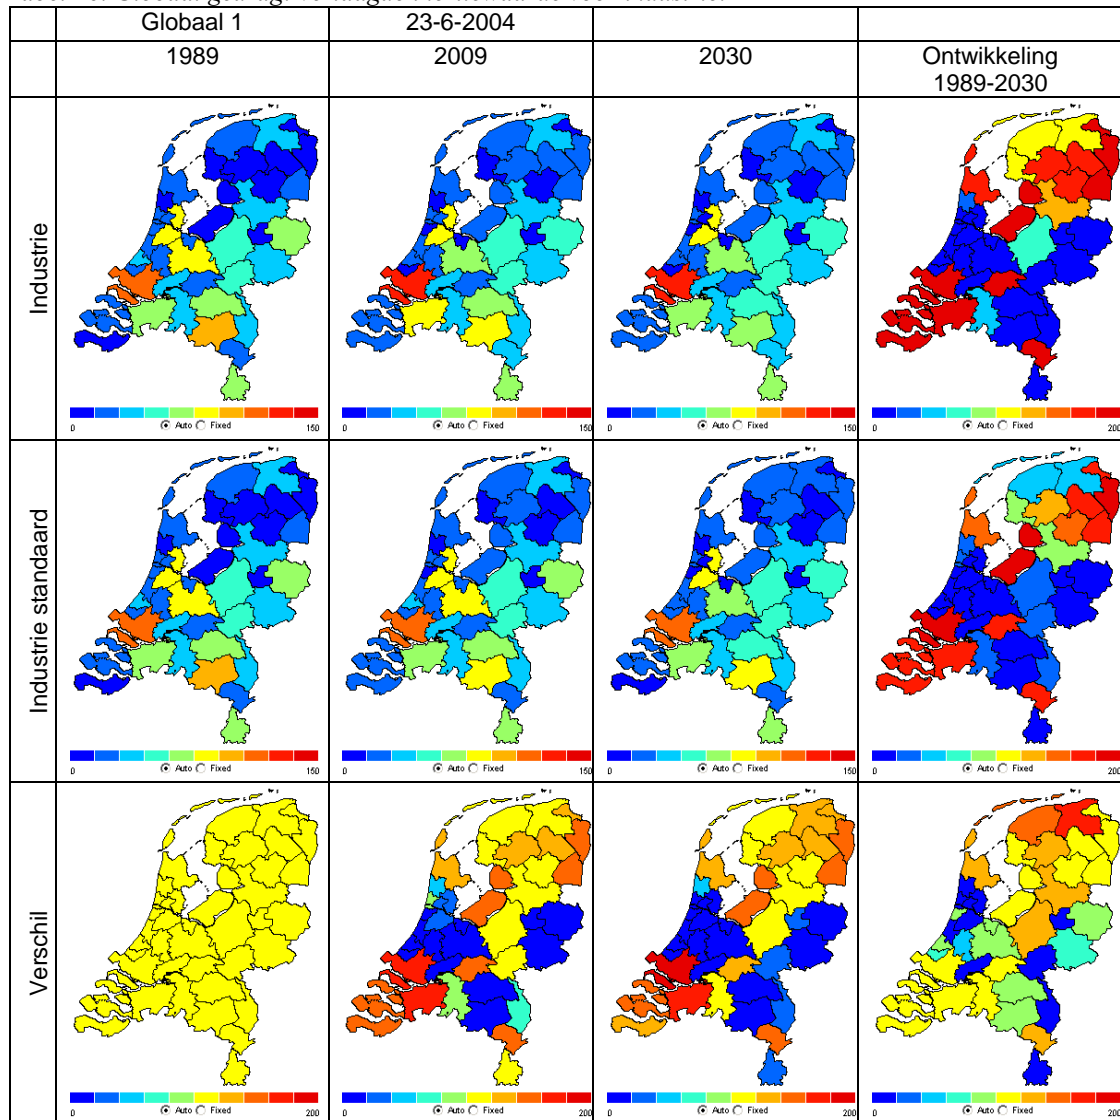 Globaal 1 23-6-2004
1989 2009 2030 Ontwikkeling
1989-2030
Industrie
0 150 0 150 0 150 0 200
Auto Fixed Auto Fixed Auto Fixed Auto Fixed
Industrie standaard
0 150 0 150 0 150 0 200
Auto Fixed Auto Fixed Auto Fixed Auto Fixed
Verschil
0 200 0 200 0 200 0 200
Auto Fixed Auto Fixed Auto Fixed Auto Fixed